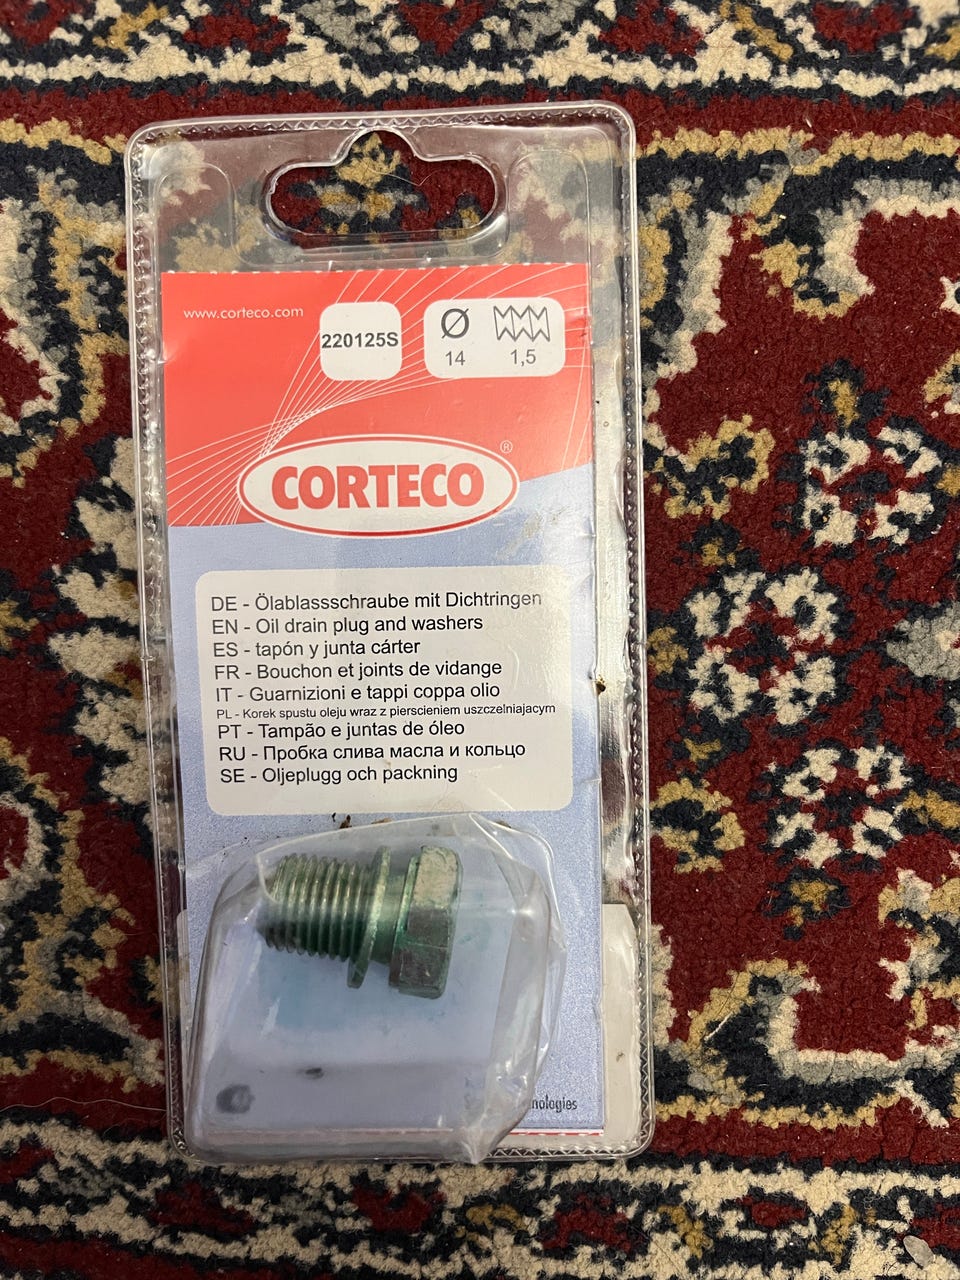 www.corteco.com
220125S
Ø
14
1,5
CORTECO®
DE - Ölablassschraube mit Dichtringen
EN - Oil drain plug and washers
ES - tapón y junta cárter
FR - Bouchon et joints de vidange
IT - Guarnizioni e tappi coppa olio
PL - Korek spustu oleju wraz z pierscieniem uszczelniajacym
PT - Tampão e juntas de óleo
RU - Пробка слива масла и кольцо
SE - Oljeplugg och packning